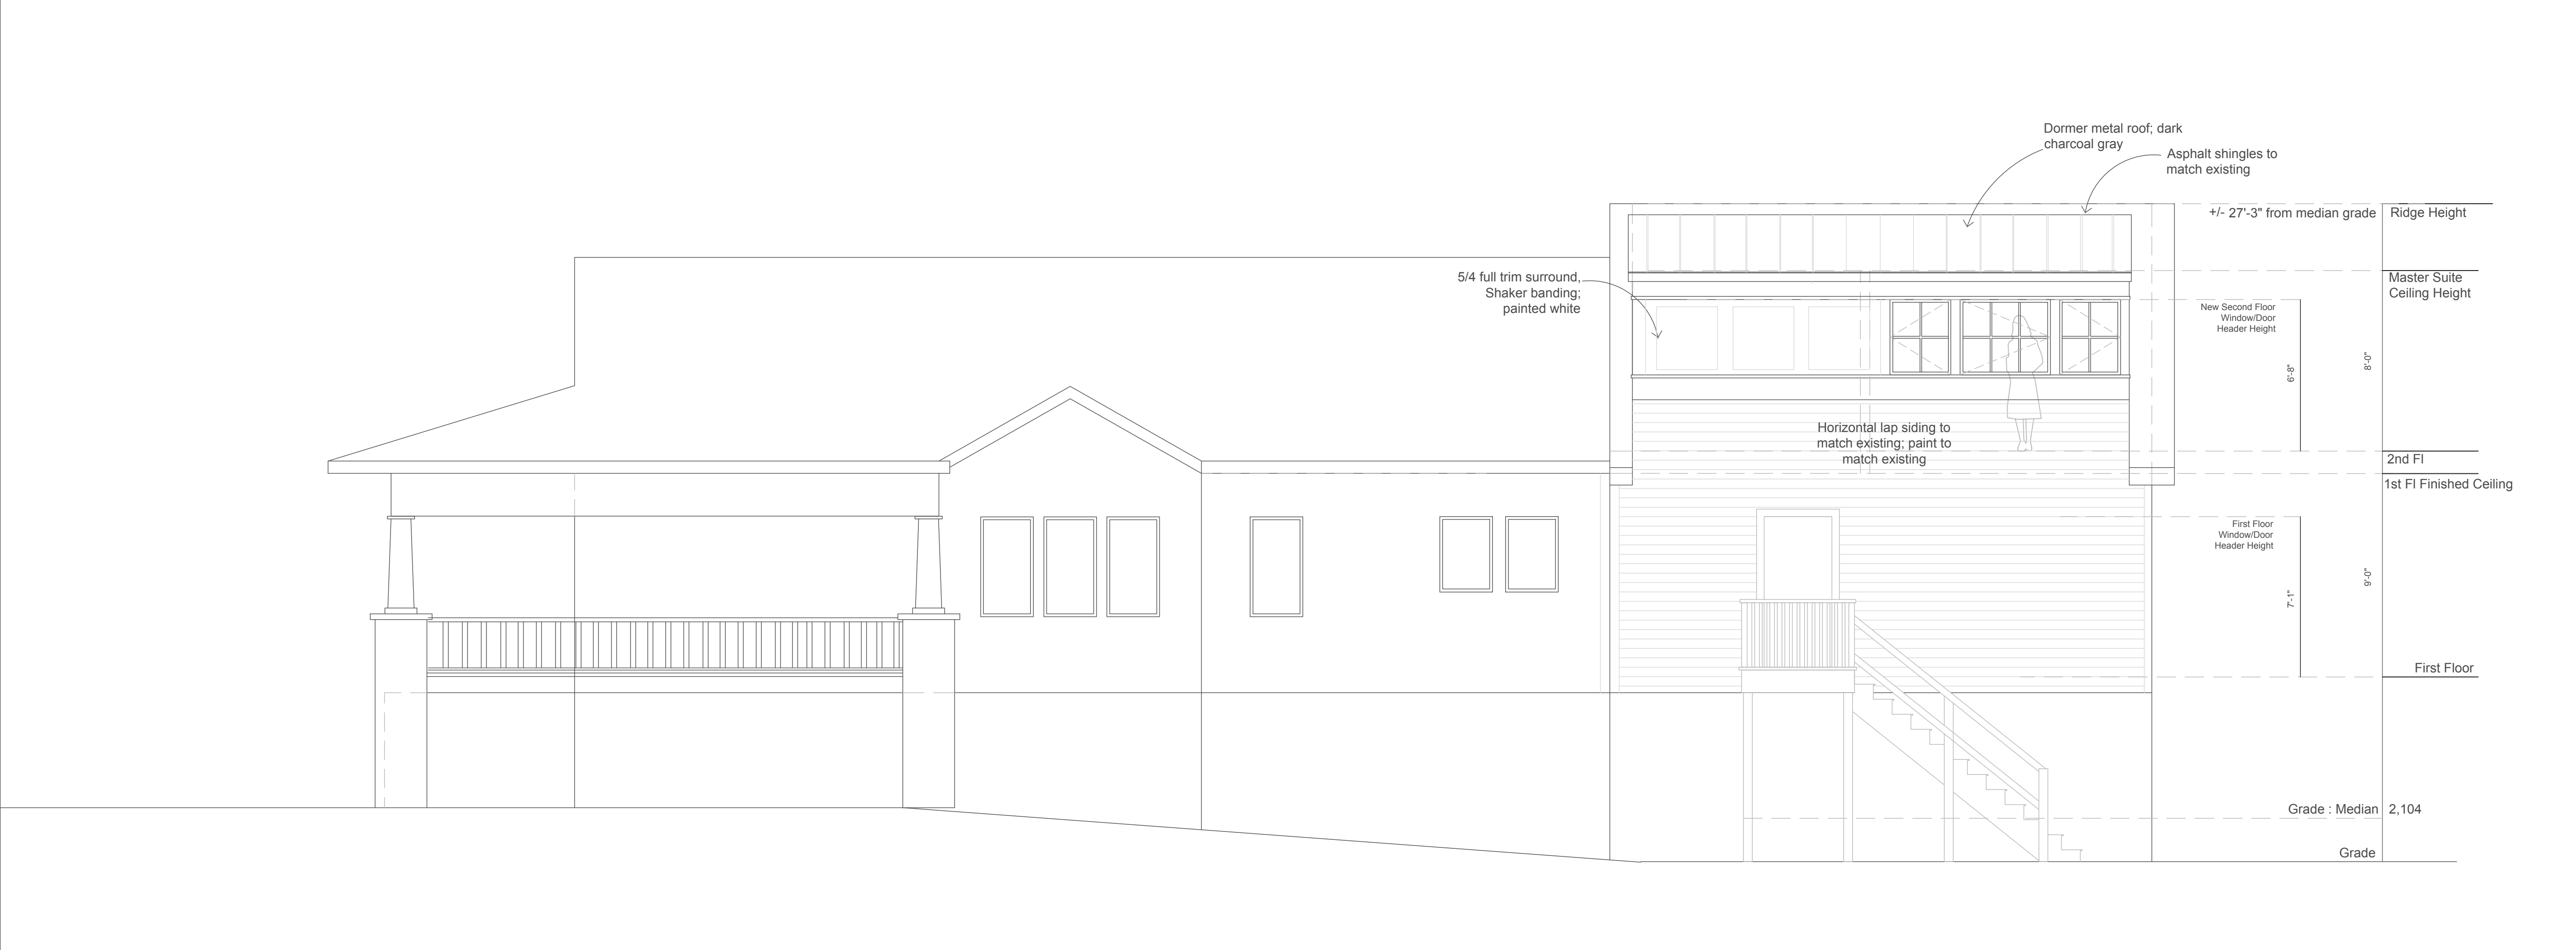 Dormer metal roof; dark
charcoal gray
Asphalt shingles to
match existing
+/- 27'-3" from median grade
Ridge Height
5/4 full trim surround,
Shaker banding;
painted white
Master Suite
Ceiling Height
New Second Floor
Window/Door
Header Height
6'-8"
8'-0"
Horizontal lap siding to
match existing; paint to
match existing
2nd Fl
1st Fl Finished Ceiling
First Floor
Window/Door
Header Height
7'-1"
9'-0"
First Floor
Grade : Median
2,104
Grade